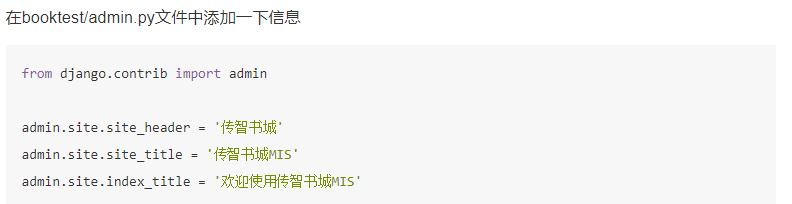 在booktest/admin.py文件中添加一下信息
from django.contrib import admin
admin.site.site_header = '传智书城'
admin.site.site_title = '传智书城MIS'
admin.site.index_title = '欢迎使用传智书城MIS'